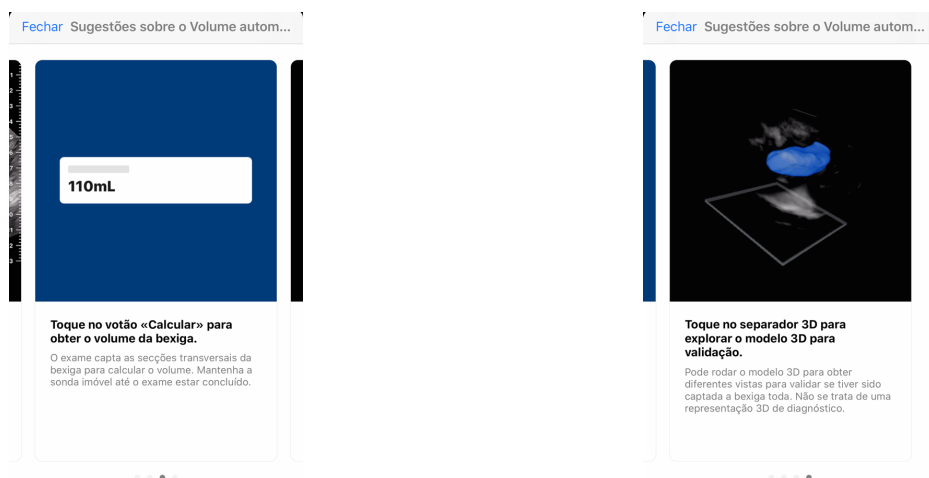 Fechar Sugestões sobre o Volume autom...
110mL
Toque no votão «Calcular» para
obter o volume da bexiga.
O exame capta as secções transversais da
bexiga para calcular o volume. Mantenha a
sonda imóvel até o exame estar concluído.
Fechar Sugestões sobre o Volume autom...
Toque no separador 3D para
explorar o modelo 3D para
validação.
Pode rodar o modelo 3D para obter
diferentes vistas para validar se tiver sido
captada a bexiga toda. Não se trata de uma
representação 3D de diagnóstico.